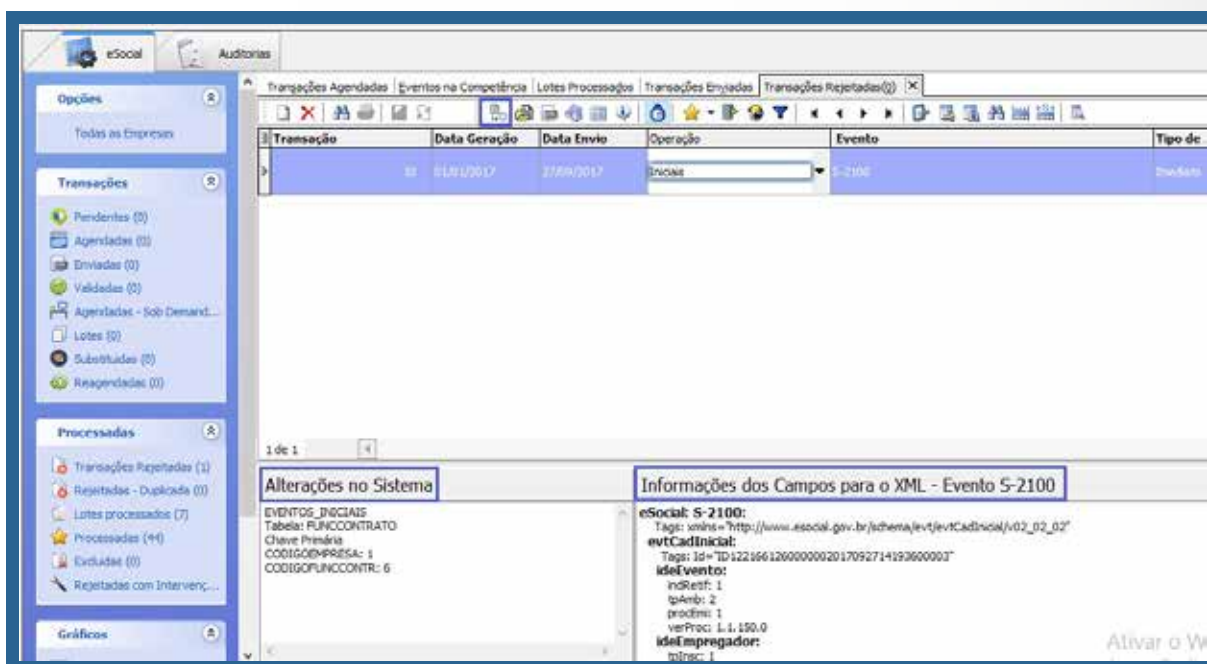 eSocial
Auditorias
Opções
Todas as Empresas
Transações
Pendentes (0)
Agendadas (0)
Enviadas (0)
Validadas (0)
Agendadas - Sob Demand...
Lotes (0)
Substituidas (0)
Reagendadas (0)
Processadas
Transações Rejeitadas (1)
Rejeitadas - Duplicada (0)
Lotes processados (7)
Processadas (44)
Excluídas (0)
Rejeitadas com Intervenç...
Gráficos
Transações Agendadas Eventos na Competência Lotes Processados Transações Enviadas Transações Rejeitadas
Transação Data Geração Data Envio Operação Evento Tipo de
01/01/2017 27/09/2017 Iniciais S-2100 Imediato
1 de 1
Alterações no Sistema
EVENTOS_INICIAIS
Tabela: FUNCCONTRATO
Chave Primária
CODIGOEMPRESA: 1
CODIGOFUNCCONTR: 6
Informações dos Campos para o XML - Evento S-2100
eSocial: S-2100:
Tags: xmlns="http://www.esocial.gov.br/schema/evt/evtCadInicial/v02_02_02"
evtCadInicial:
ideEvento:
indRetif: 1
tpAmb: 2
procEmi: 1
verProc: 1.1.150.0
ideEmpregador:
tpInsc: 1
Ativar o W